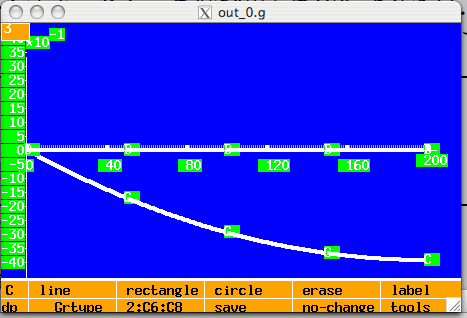 out_0.g
3
x10 -1
35
30
25
20
15
10
5
0
-5 0 40 80 120 160 200
-10
-15
-20
-25
-30
-35
-40
D D D
C C G C
C line rectangle circle erase label
dp Grtype 2:C6:C8 save no-change tools